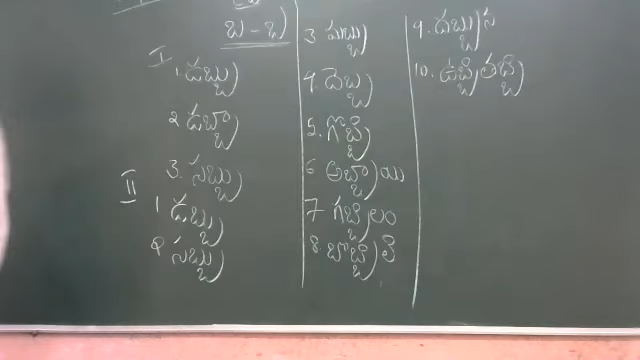 బ - బ)
I
1. డబ్బు
2. డబ్బా
3. సబ్బు
II
1 డబ్బు
2 సబ్బు
3 మబ్బు
4. దెబ్బ
5. గొబ్బి
6 అబ్బాయి
7 గబ్బిలం
8. బొబ్బిలి
9. దబ్బున
10. ఉబ్బితబ్బి